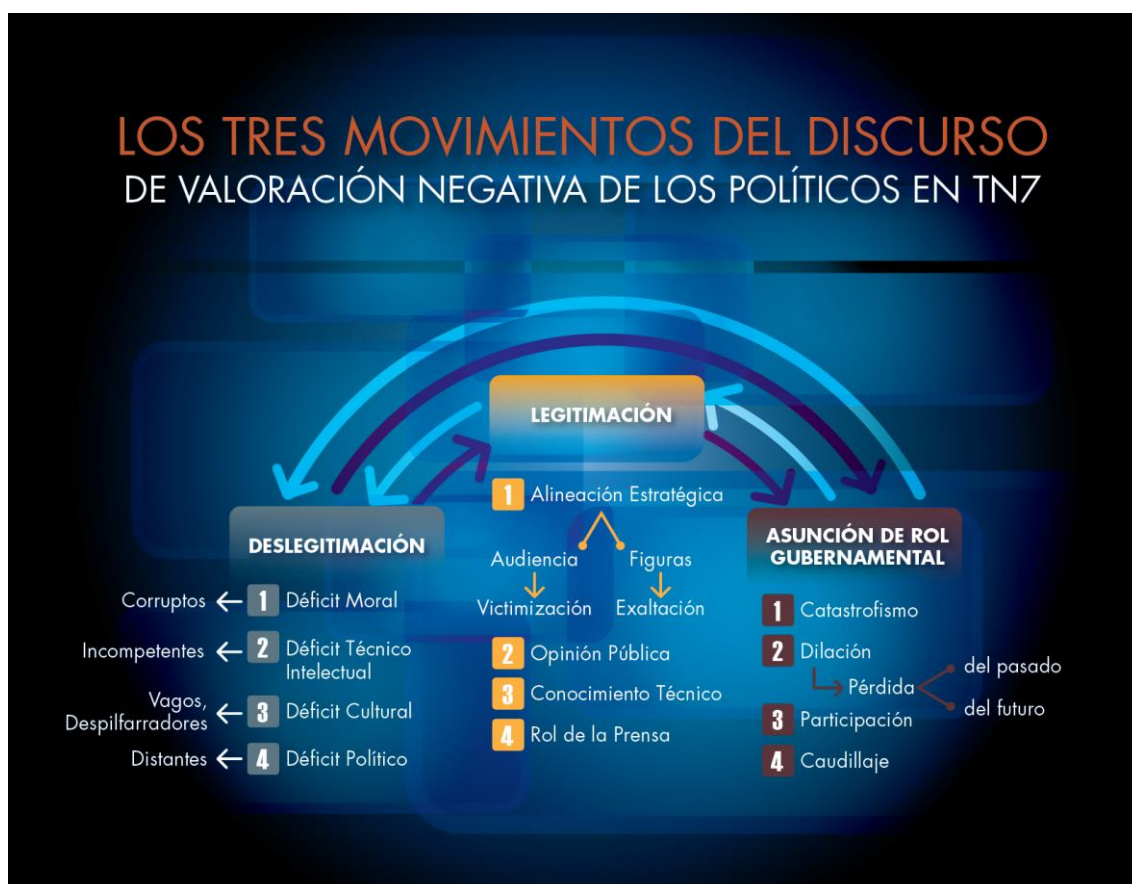 LOS TRES MOVIMIENTOS DEL DISCURSO
DE VALORACIÓN NEGATIVA DE LOS POLÍTICOS EN TN7
LEGITIMACIÓN
1 Alineación Estratégica
Audiencia
Figuras
Victimización
Exaltación
2 Opinión Pública
3 Conocimiento Técnico
4 Rol de la Prensa
DESLEGITIMACIÓN
Corruptos 1 Déficit Moral
Incompetentes 2 Déficit Técnico
Intelectual
Vagos,
Despilfarradores 3 Déficit Cultural
Distantes 4 Déficit Político
ASUNCIÓN DE ROL
GUBERNAMENTAL
1 Catastrofismo
2 Dilación
Pérdida
del pasado
del futuro
3 Participación
4 Caudillaje